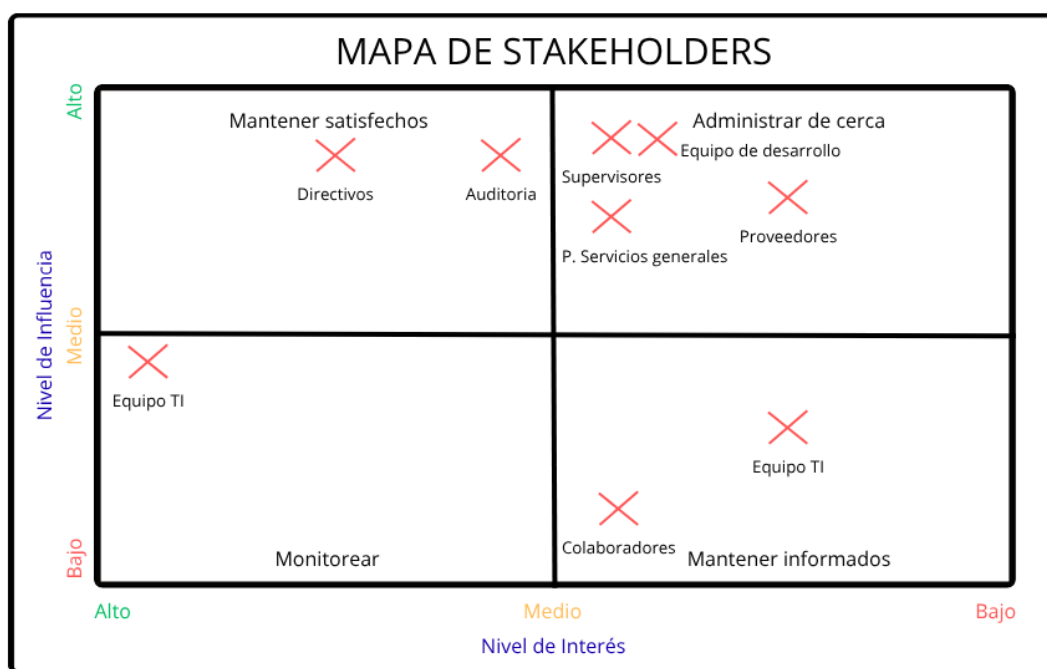 MAPA DE STAKEHOLDERS
Alto
Mantener satisfechos
Administrar de cerca
Equipo de desarrollo
Supervisores
Directivos
Auditoria
Proveedores
P. Servicios generales
Nivel de Influencia
Medio
Equipo TI
Equipo TI
Colaboradores
Bajo
Monitorear
Mantener informados
Alto
Medio
Bajo
Nivel de Interés